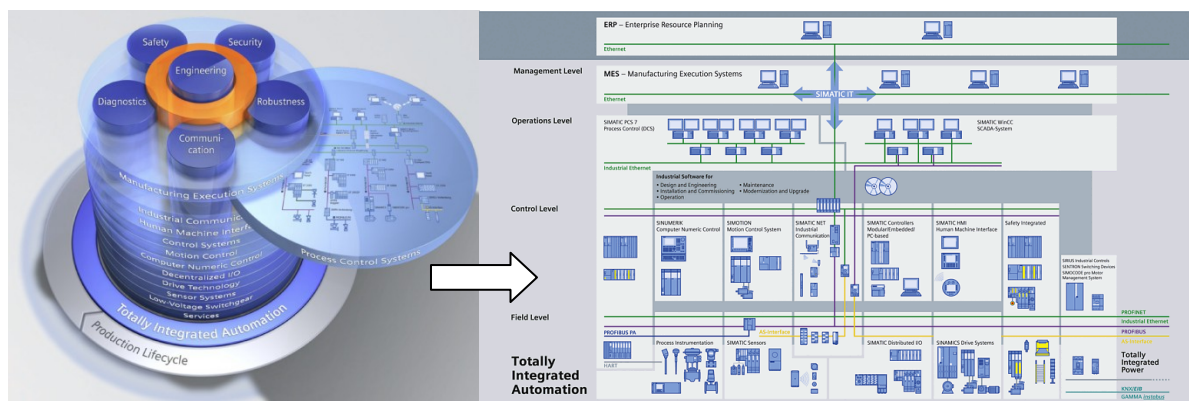 Safety
Security
Engineering
Diagnostics
Robustness
Communi-
cation
Manufacturing Execution Systems
Industrial Communic
Human Machine Interf
Control Systems
Motion Control
Computer Numeric Control
Decentralized I/O
Drive Technology
Sensor Systems
Low-Voltage Switchgear
Services
Process Control Systems
Totally Integrated Automation
Production Lifecycle
ERP – Enterprise Resource Planning
Ethernet
Management Level
MES – Manufacturing Execution Systems
SIMATIC IT
Ethernet
Operations Level
SIMATIC PCS 7
Process Control (DCS)
SIMATIC WinCC
SCADA-System
Industrial Ethernet
Industrial Software for
• Design and Engineering
• Installation and Commissioning
• Operation
• Maintenance
• Modernization and Upgrade
Control Level
SINUMERIK
Computer Numeric Control
SIMOTION
Motion Control System
SIMATIC NET
Industrial
Communication
SIMATIC Controllers
Modular/Embedded/
PC-based
SIMATIC HMI
Human Machine Interface
Safety Integrated
SIRIUS Industrial Controls
SENTRON Switching Devices
SIMOCODE pro Motor
Management System
Field Level
PROFINET
Industrial Ethernet
PROFIBUS
AS-Interface
PROFIBUS PA
AS-Interface
HART
Process Instrumentation
SIMATIC Sensors
SIMATIC Distributed I/O
SINAMICS Drive Systems
Totally
Integrated
Automation
Totally
Integrated
Power
KNX/EIB
GAMMA instabus